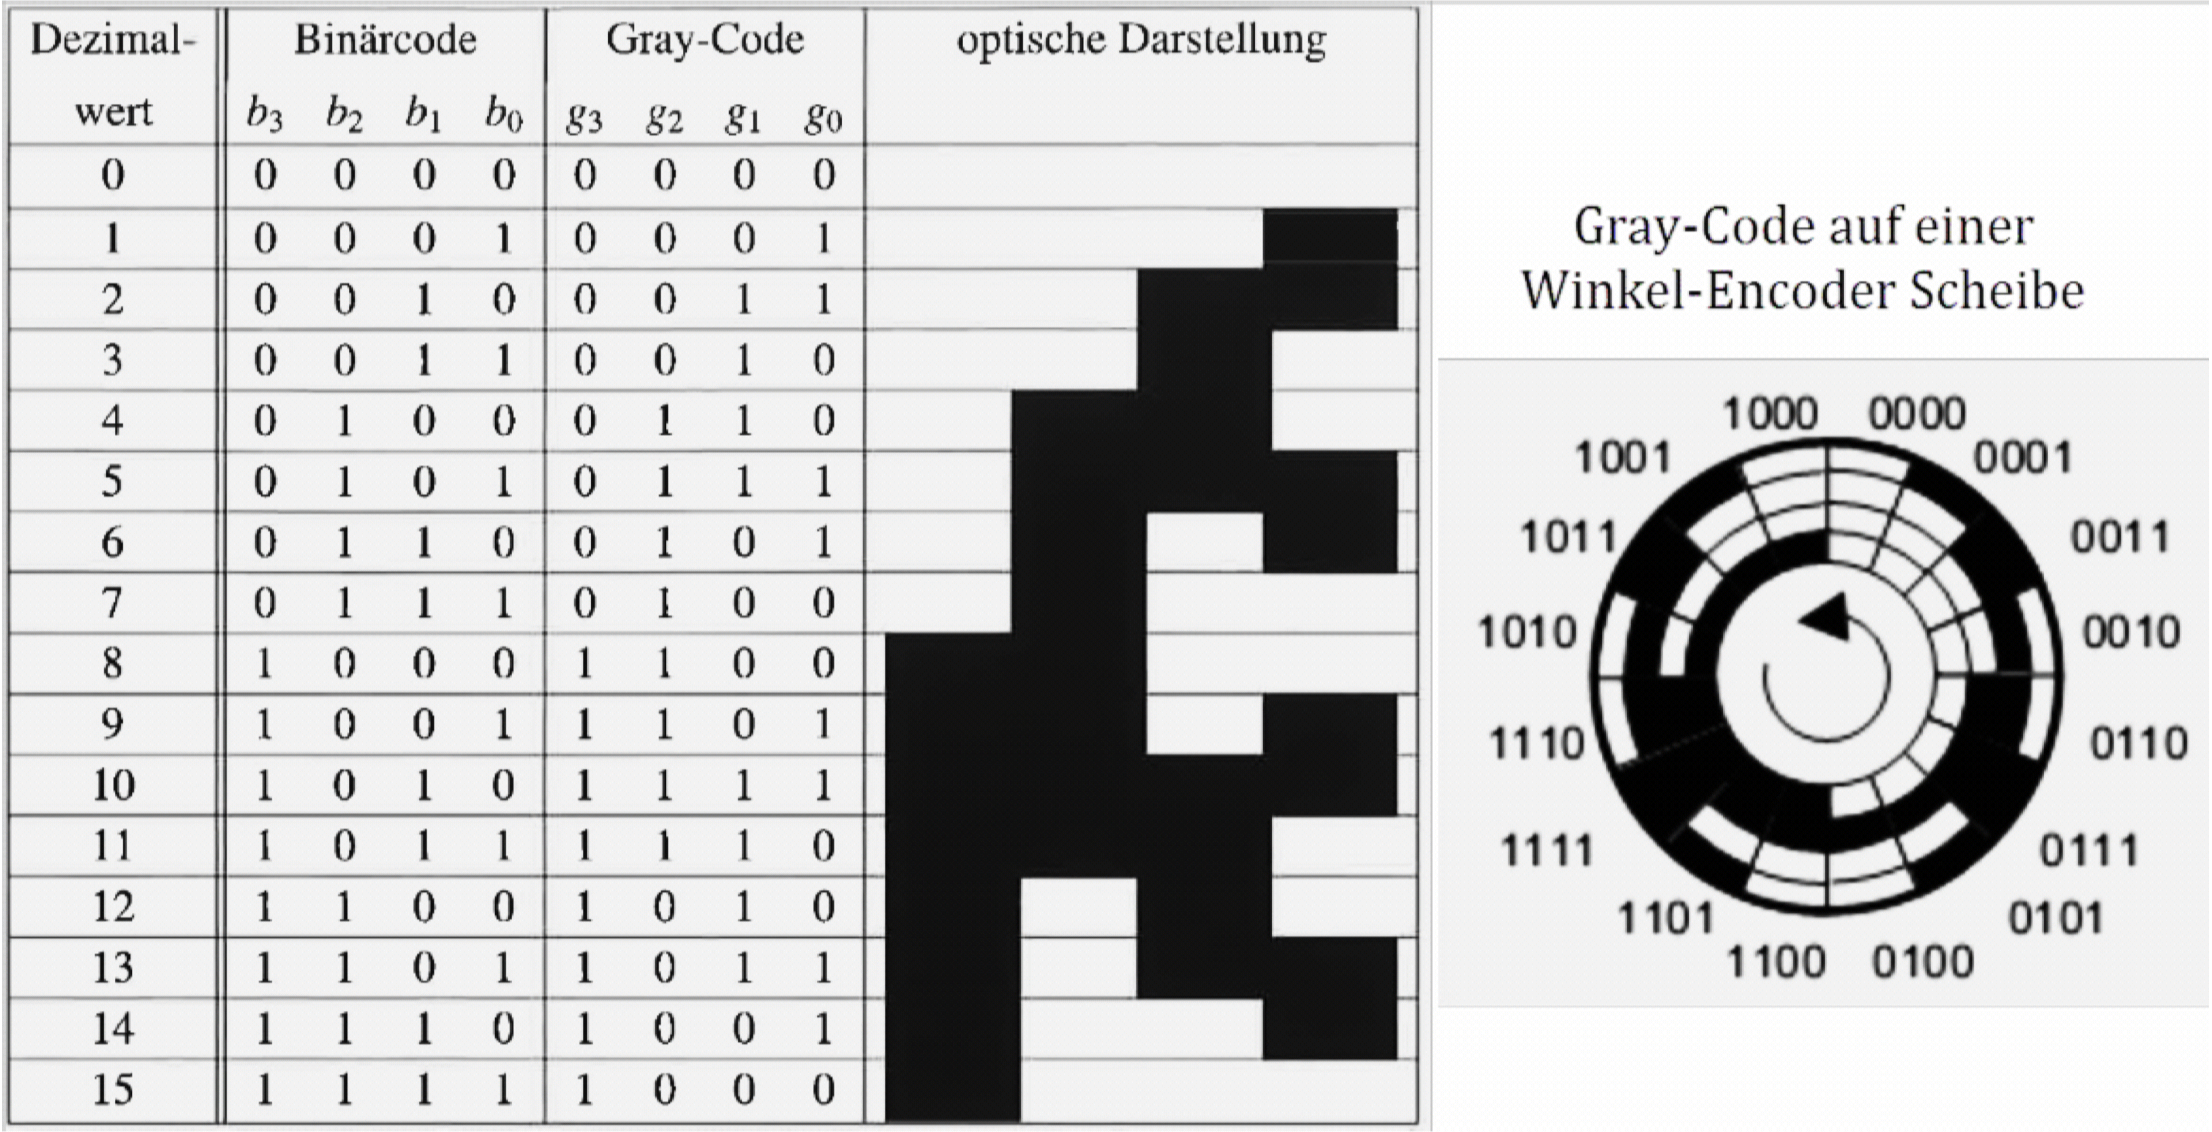 Dezimal- Binärcode Gray-Code optische Darstellung
wert b3 b2 b1 b0 g3 g2 g1 g0
0 0 0 0 0 0 0 0 0
1 0 0 0 1 0 0 0 1
2 0 0 1 0 0 0 1 1
3 0 0 1 1 0 0 1 0
4 0 1 0 0 0 1 1 0
5 0 1 0 1 0 1 1 1
6 0 1 1 0 0 1 0 1
7 0 1 1 1 0 1 0 0
8 1 0 0 0 1 1 0 0
9 1 0 0 1 1 1 0 1
10 1 0 1 0 1 1 1 1
11 1 0 1 1 1 1 1 0
12 1 1 0 0 1 0 1 0
13 1 1 0 1 1 0 1 1
14 1 1 1 0 1 0 0 1
15 1 1 1 1 1 0 0 0
Gray-Code auf einer
Winkel-Encoder Scheibe
1000 0000
1001 0001
1011 0011
1010 0010
1110 0110
1111 0111
1101 0101
1100 0100